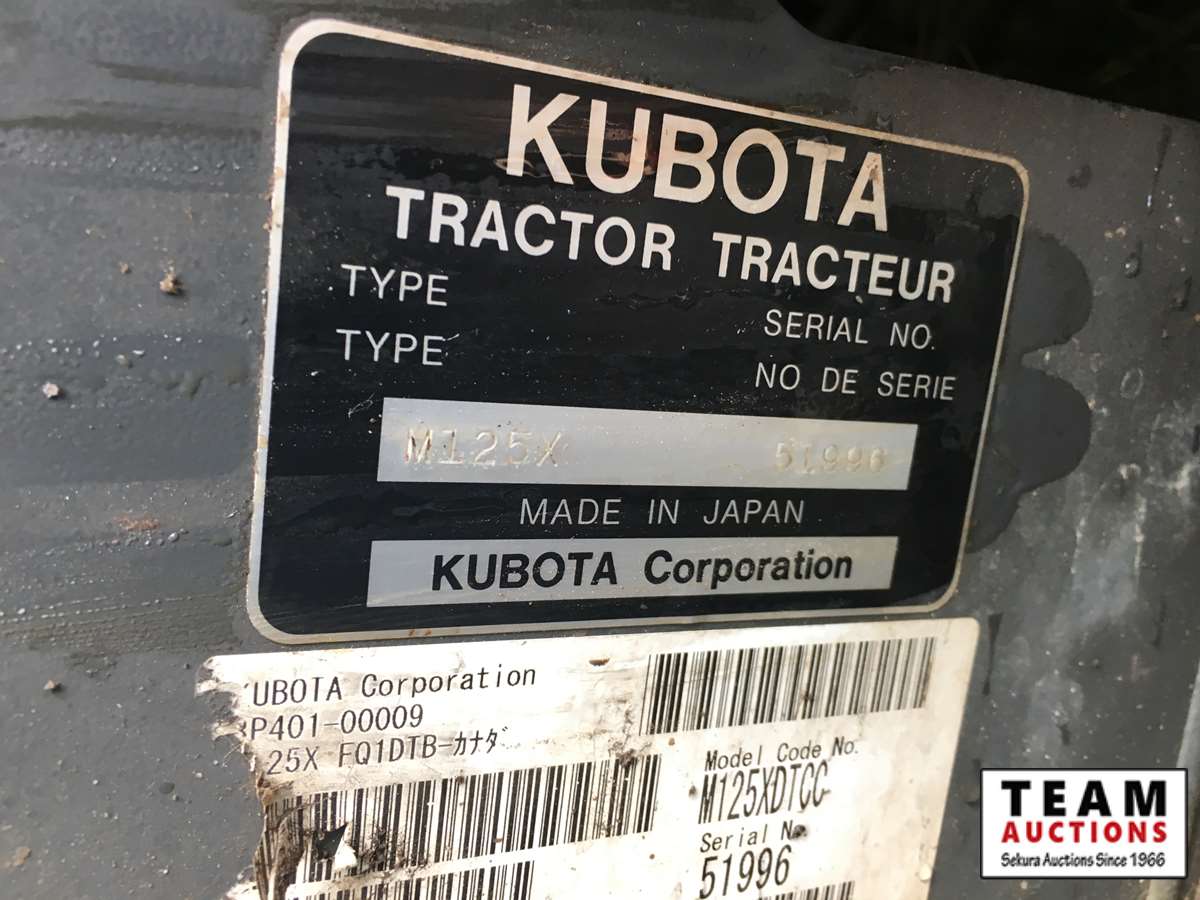 KUBOTA
TRACTOR TRACTEUR
TYPE
SERIAL NO.
TYPE
NO DE SERIE
M125X 51996
MADE IN JAPAN
KUBOTA Corporation
UBOTA Corporation
P401-00009
25X FQ1DTB-カナダ
Model Code No.
M125XDTCC
Serial No
51996
TEAM
AUCTIONS
Sekura Auctions Since 1966